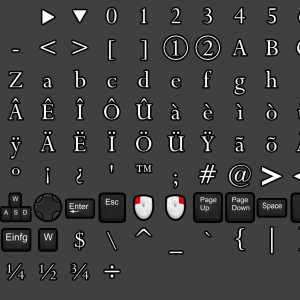 ▶ ▼ 0 1 2 3 4 5
- < > [ ] ① ② A B
Z a b c d e f g h
Â Ê Î Ô Û à è ì ò
ÿ Ä Ë Ï Ö Ü Ÿ ã õ
º ¡ ¿ ' ™ ; # @ >
W A S D Enter Esc Page Up Page Down Space
Einfg W $ \ ^ _ ` { |
¼ ½ ¾ ÷